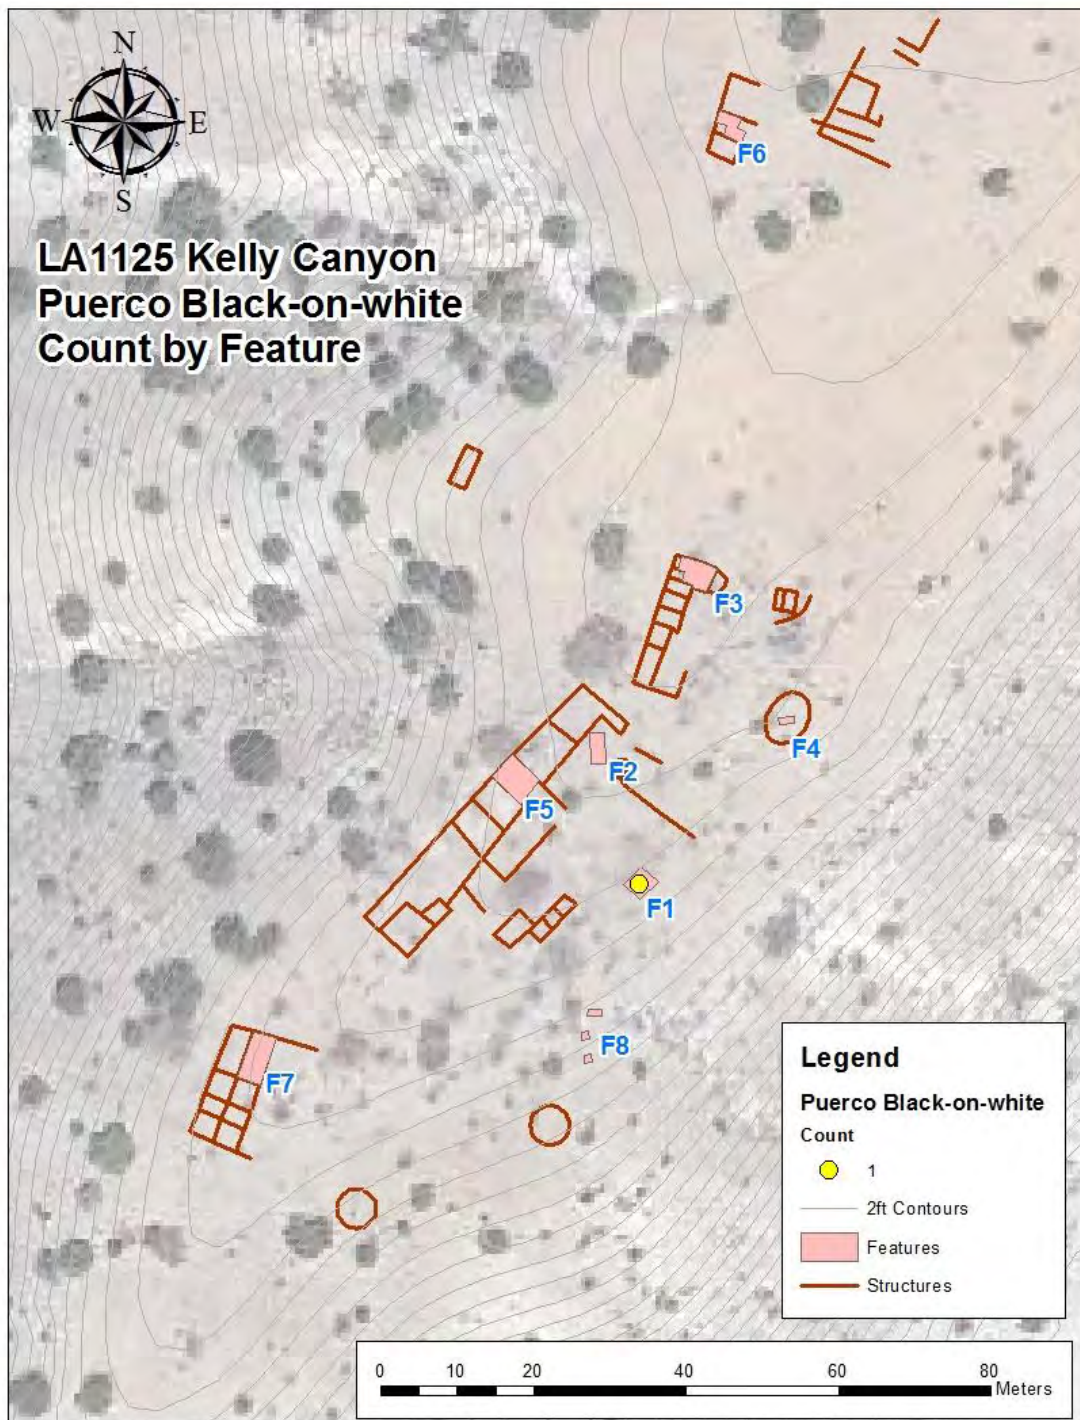 N
W E
S
LA1125 Kelly Canyon
Puerco Black-on-white
Count by Feature
F6
F3
F4
F2
F5
F1
F8
F7
Legend
Puerco Black-on-white
Count
1
2ft Contours
Features
Structures
0 10 20 40 60 80
Meters